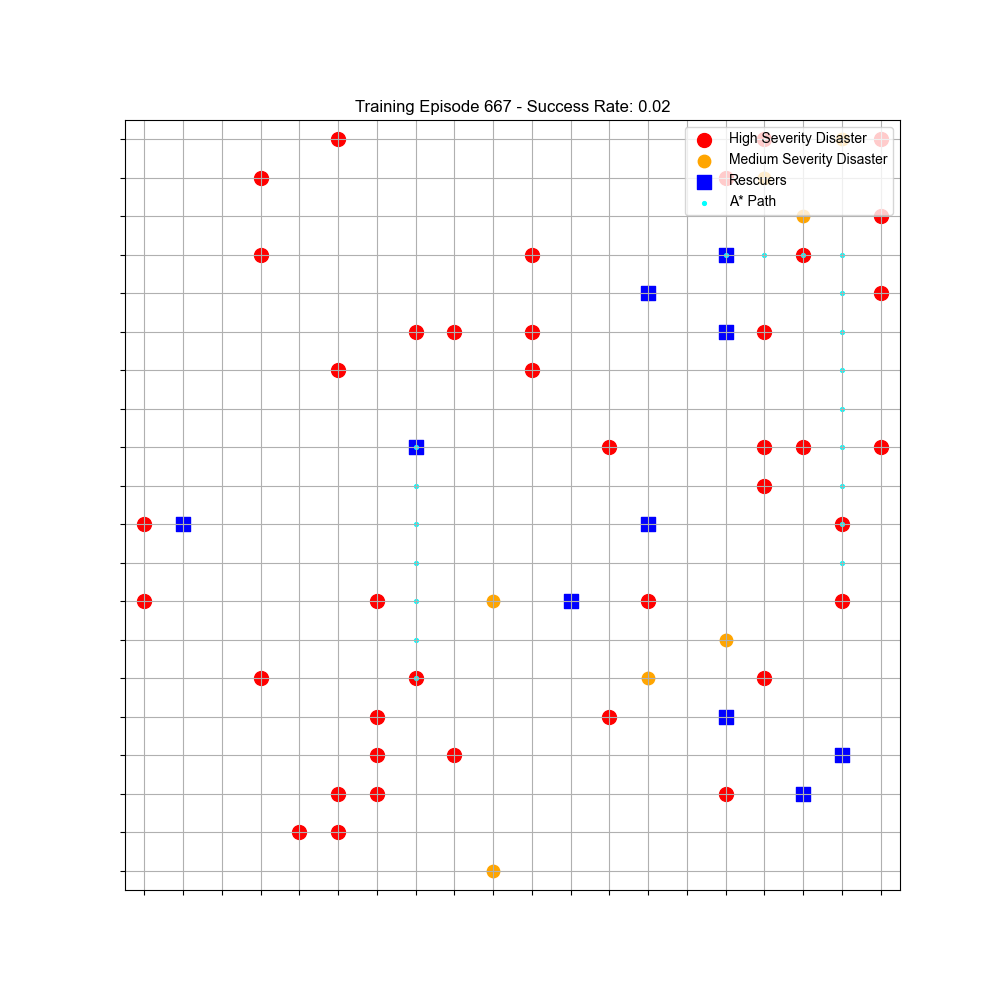 Training Episode 667 - Success Rate: 0.02
High Severity Disaster
Medium Severity Disaster
Rescuers
A* Path